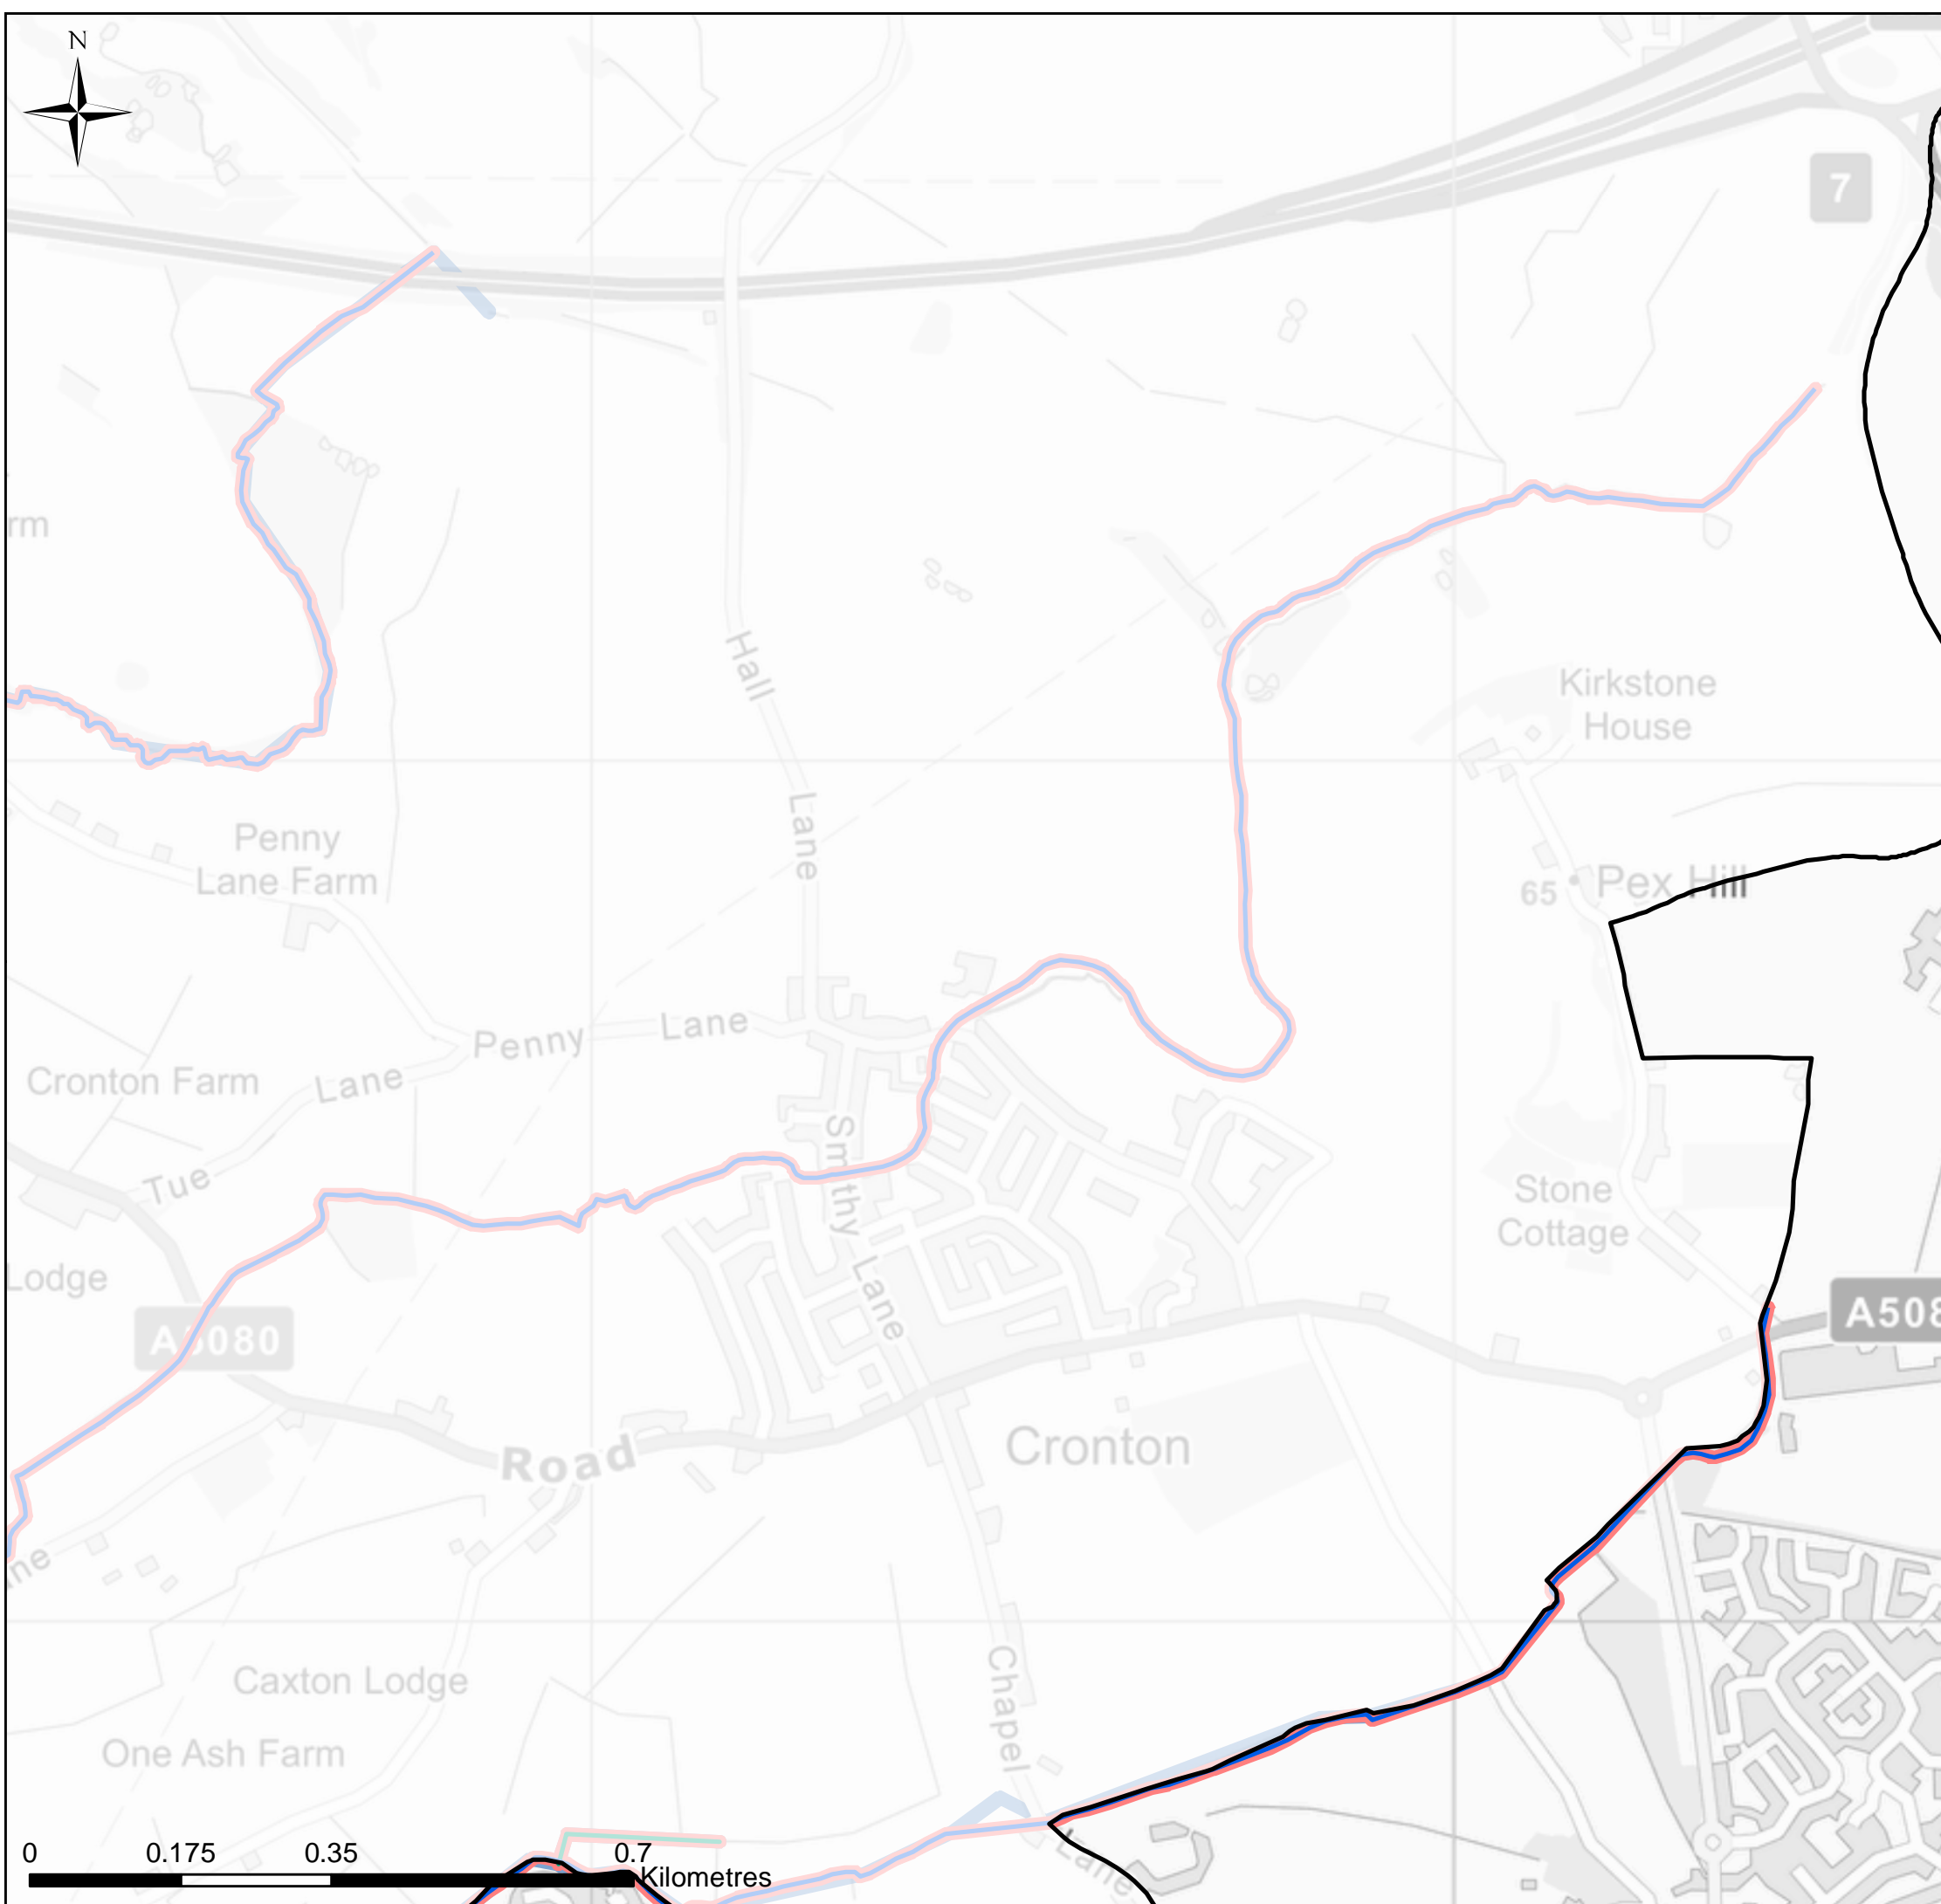 N
7
rm
Hall
Lane
Kirkstone
House
Penny
Lane Farm
65
Pex Hill
Penny
Lane
Cronton Farm
Lane
Tue
Smithy Lane
Stone
Cottage
Lodge
A5080
A508
Road
Cronton
ne
Chapel
Lane
Caxton Lodge
One Ash Farm
0
0.175
0.35
0.7
Kilometres